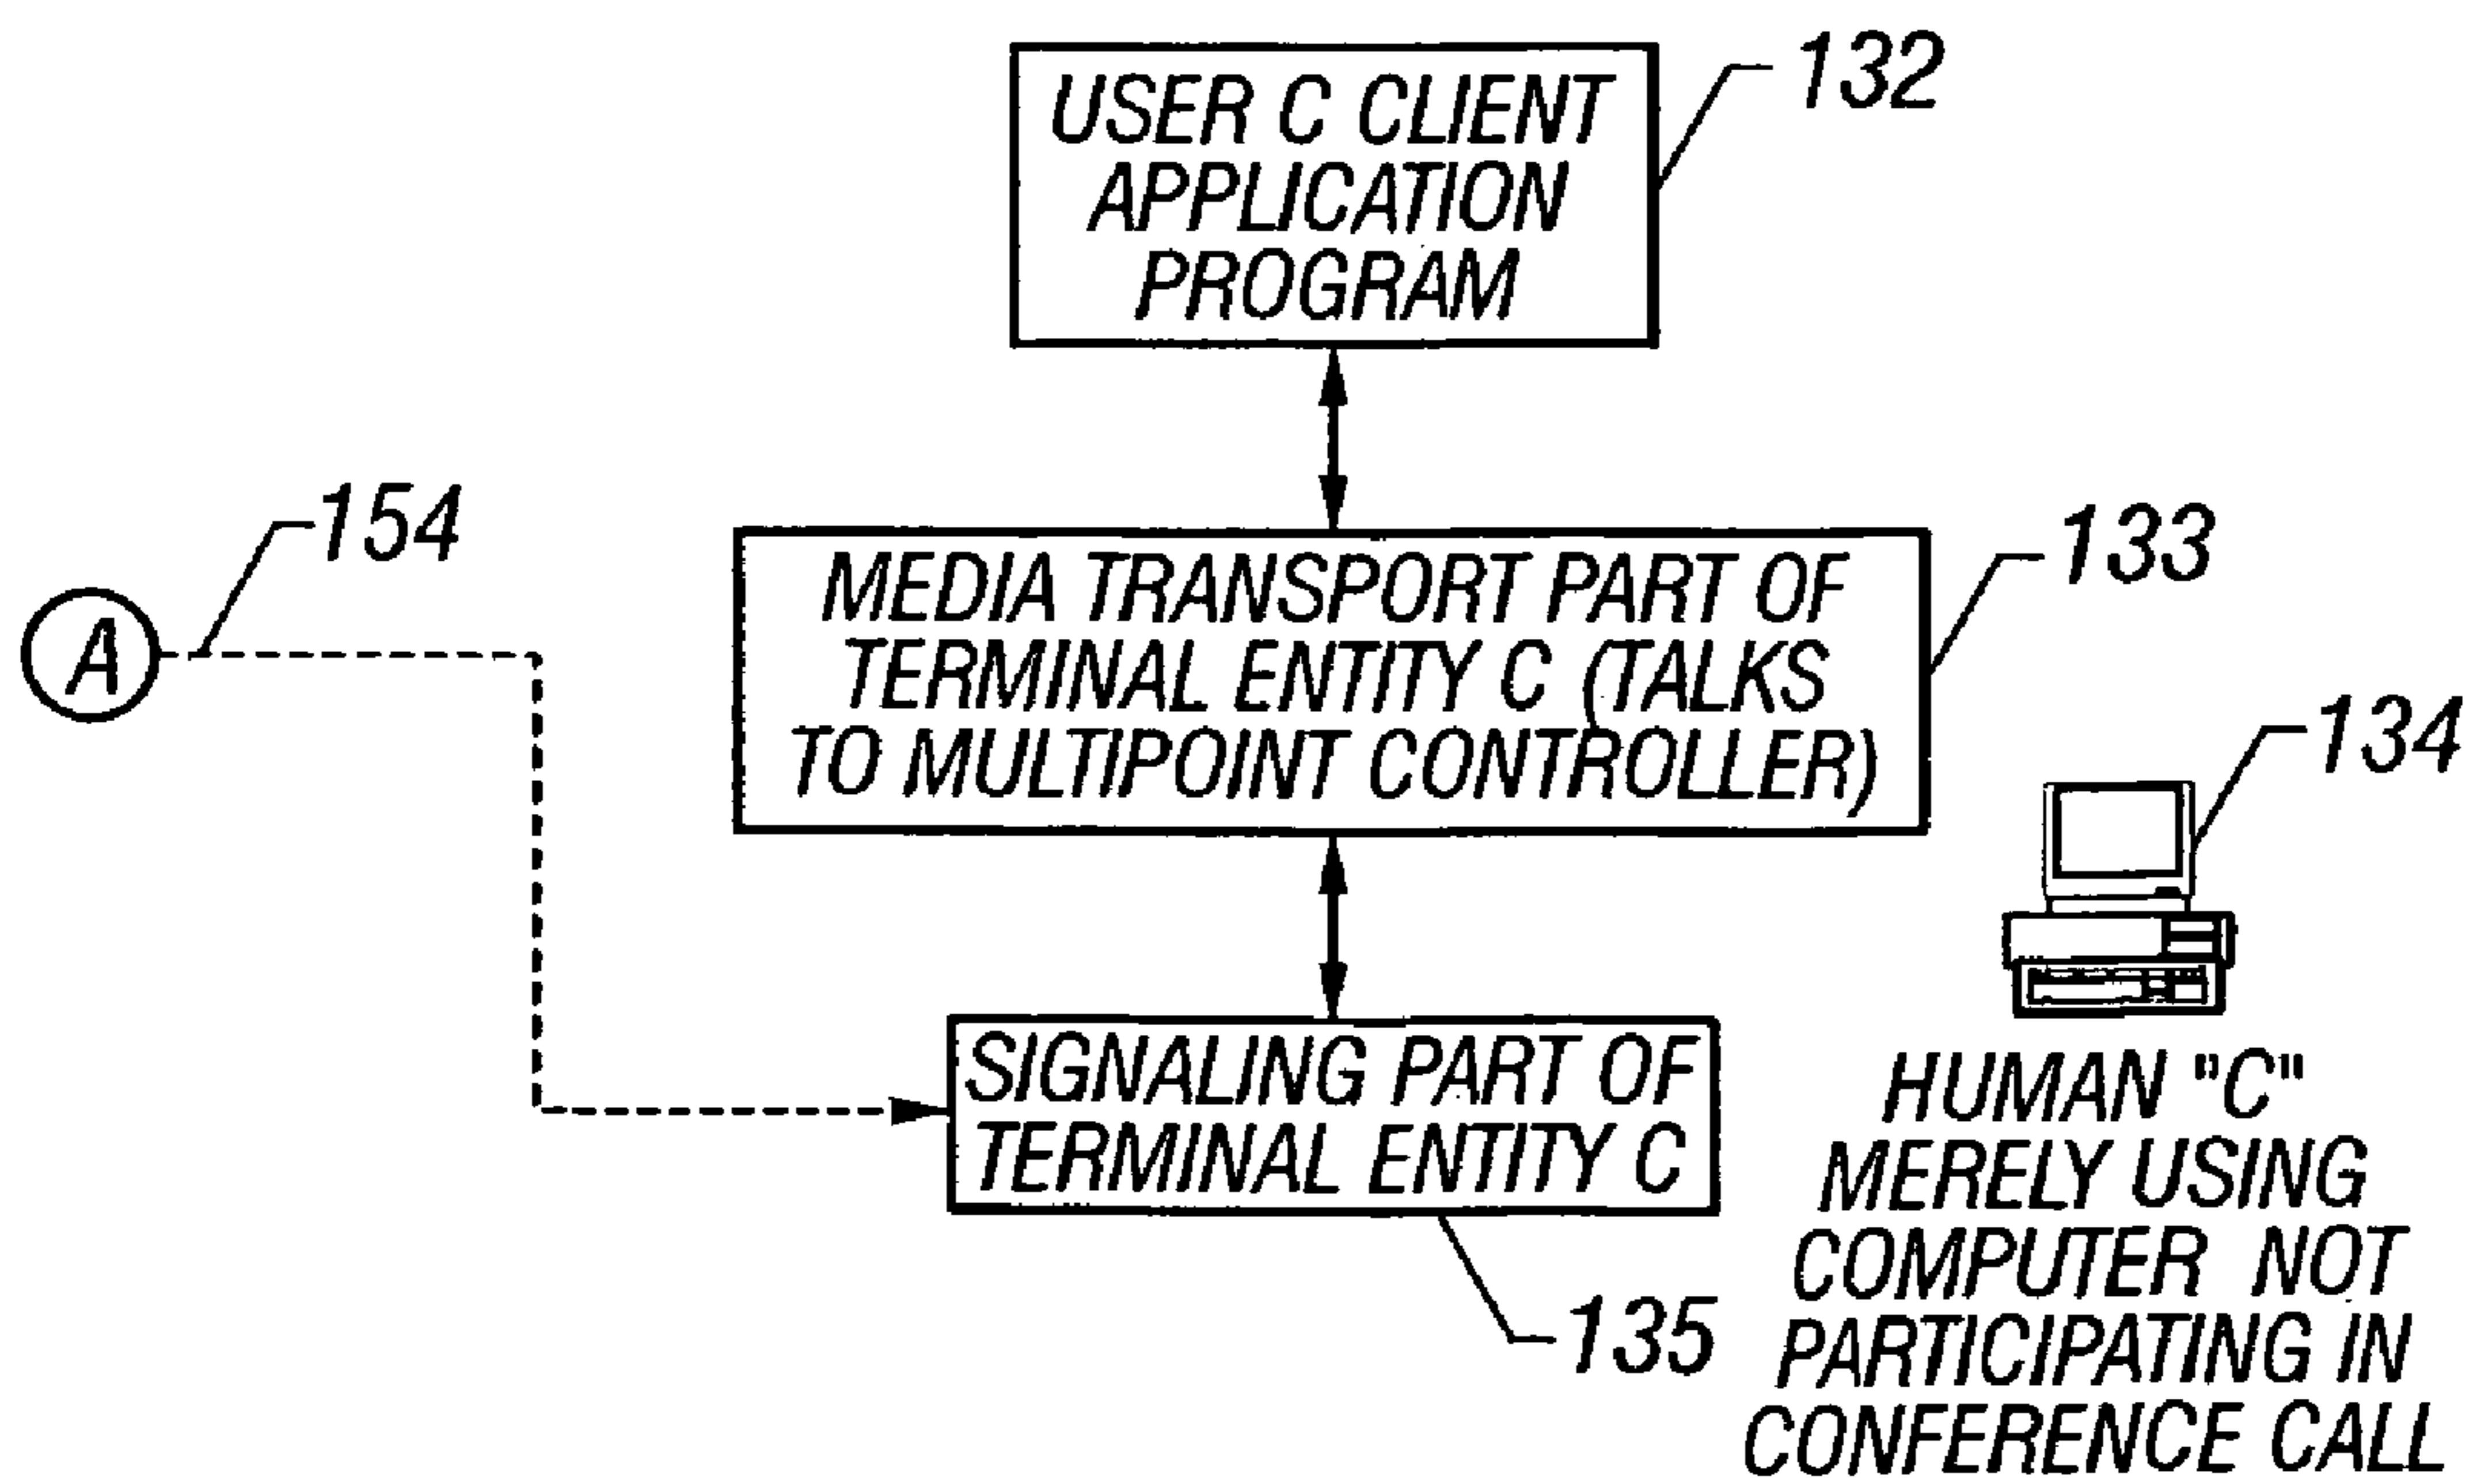 132
USER C CLIENT
APPLICATION
PROGRAM
154
A
133
MEDIA TRANSPORT PART OF
TERMINAL ENTITY C (TALKS
TO MULTIPOINT CONTROLLER)
134
SIGNALING PART OF
TERMINAL ENTITY C
135
HUMAN "C"
MERELY USING
COMPUTER NOT
PARTICIPATING IN
CONFERENCE CALL